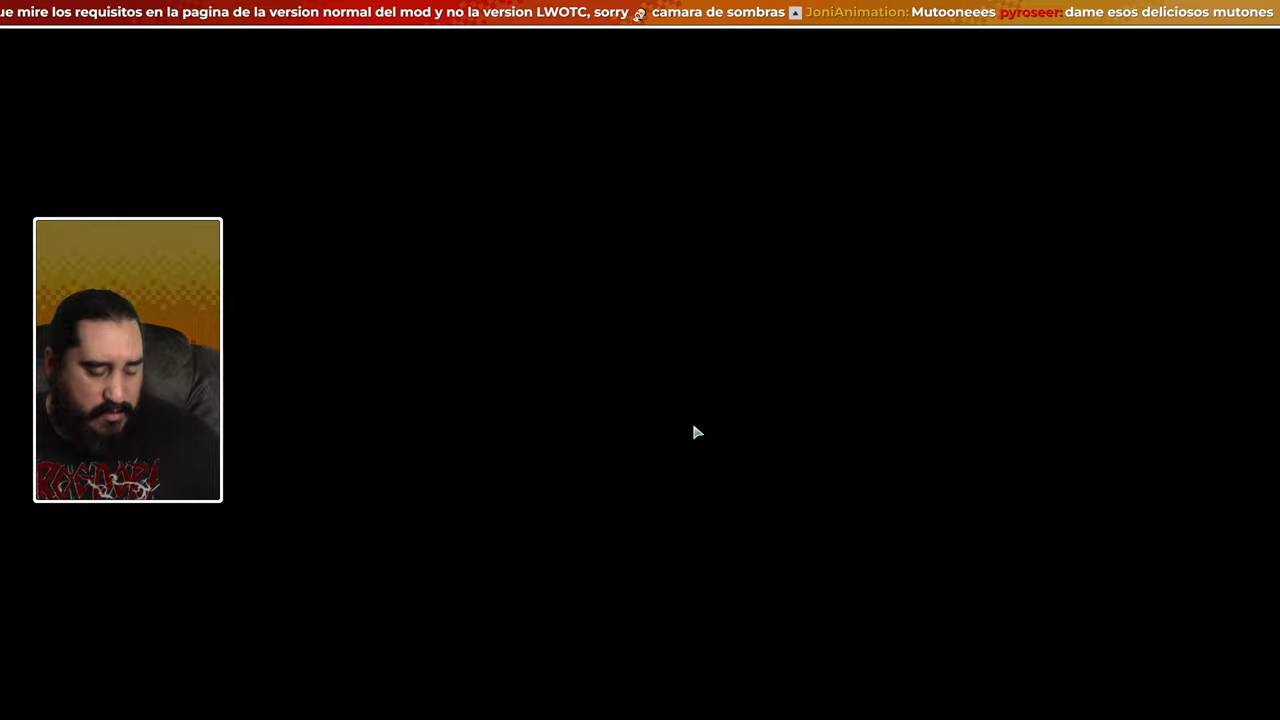 ue mire los requisitos en la pagina de la version normal del mod y no la version LWOTC, sorry camara de sombras JoniAnimation: Mutooneees pyroseer: dame esos deliciosos mutones